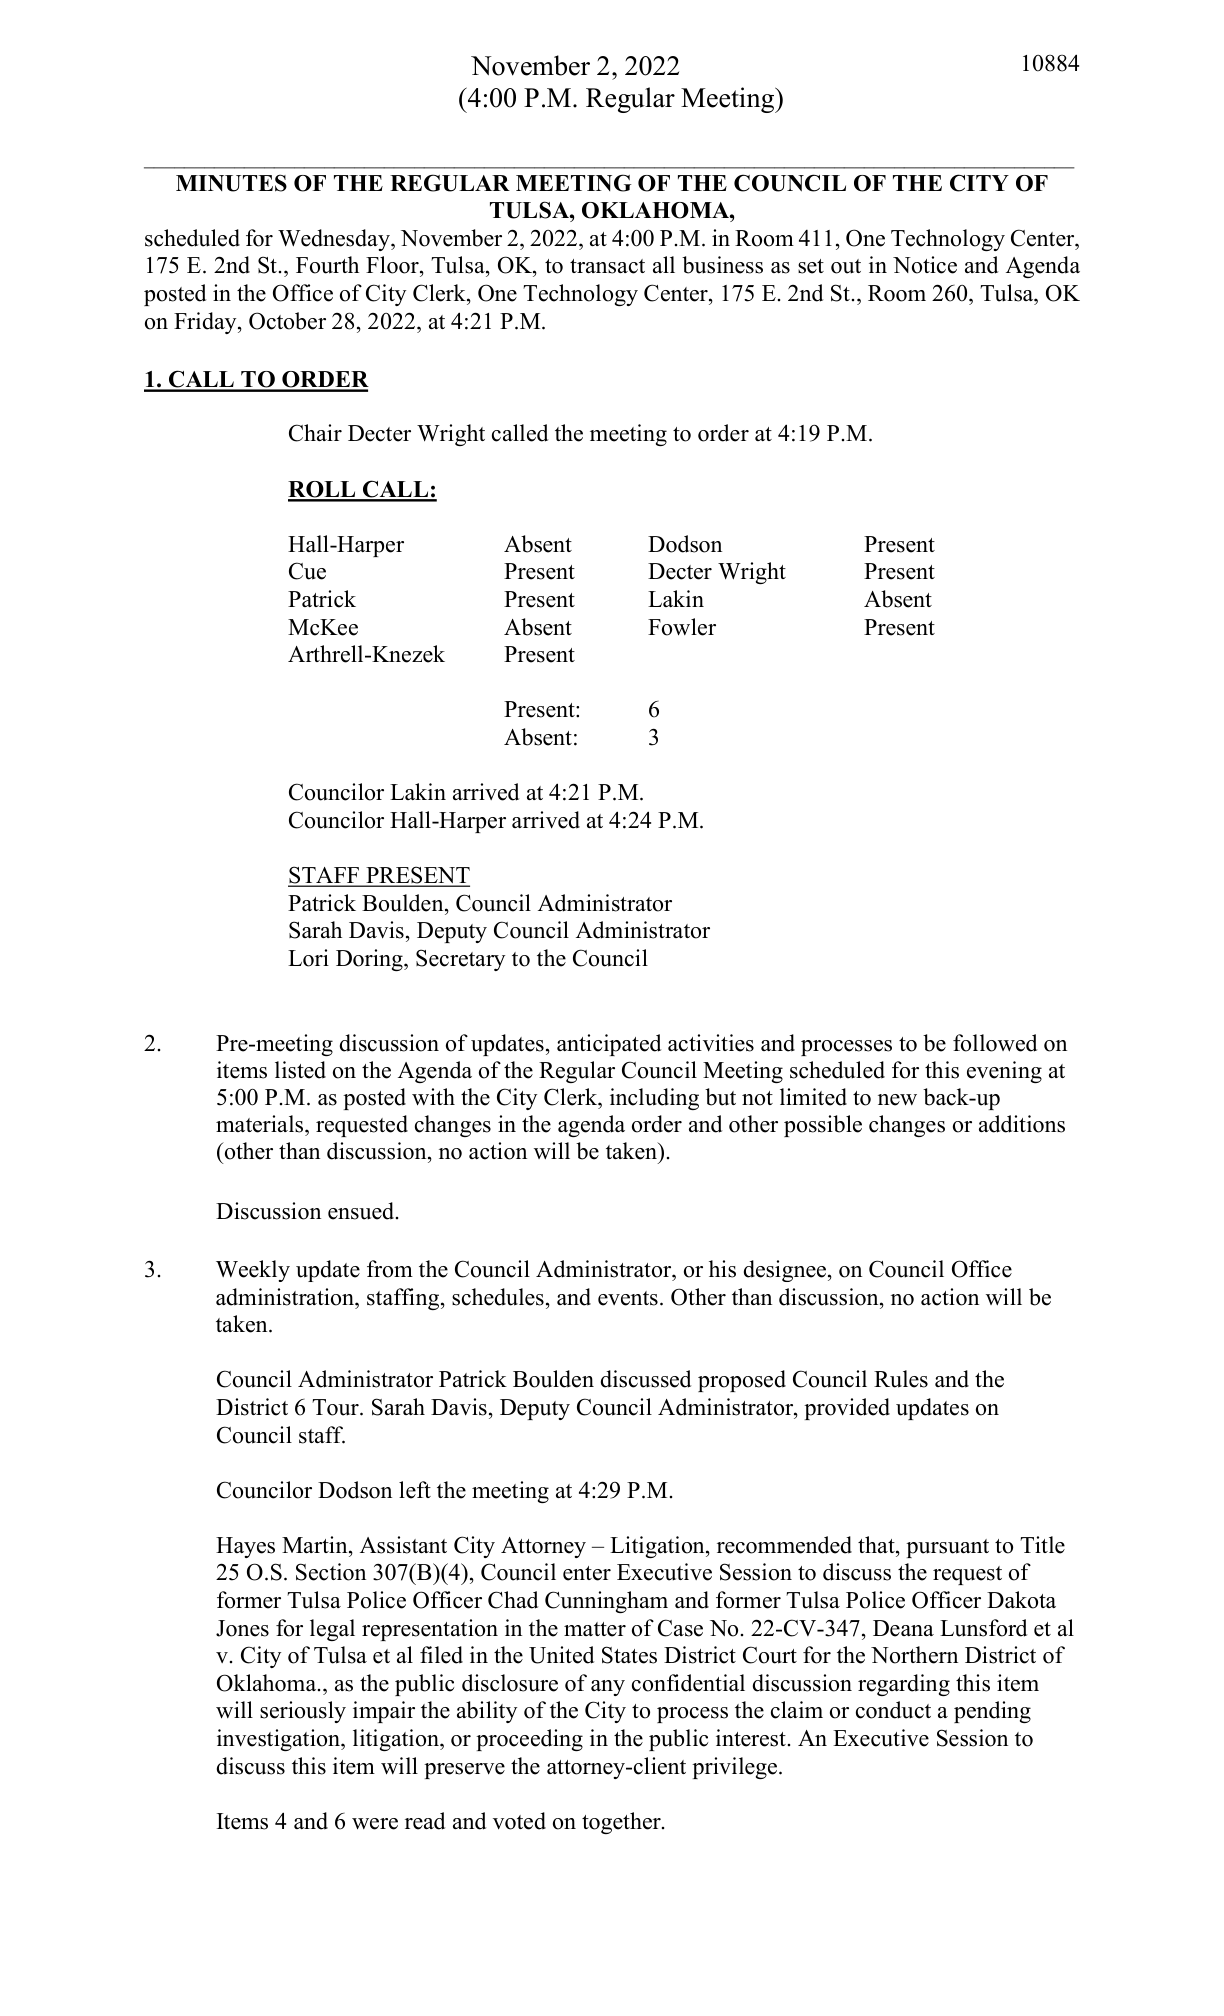 November 2, 2022
10884
(4:00 P.M. Regular Meeting)
MINUTES OF THE REGULAR MEETING OF THE COUNCIL OF THE CITY OF
TULSA, OKLAHOMA,
scheduled for Wednesday, November 2, 2022, at 4:00 P.M. in Room 411, One Technology Center,
175 E. 2nd St., Fourth Floor, Tulsa, OK, to transact all business as set out in Notice and Agenda
posted in the Office of City Clerk, One Technology Center, 175 E. 2nd St., Room 260, Tulsa, OK
on Friday, October 28, 2022, at 4:21 P.M.
1. CALL TO ORDER
Chair Decter Wright called the meeting to order at 4:19 P.M.
ROLL CALL:
Hall-Harper Absent Dodson Present
Cue Present Decter Wright Present
Patrick Present Lakin Absent
McKee Absent Fowler Present
Arthrell-Knezek Present
Present: 6
Absent: 3
Councilor Lakin arrived at 4:21 P.M.
Councilor Hall-Harper arrived at 4:24 P.M.
STAFF PRESENT
Patrick Boulden, Council Administrator
Sarah Davis, Deputy Council Administrator
Lori Doring, Secretary to the Council
2. Pre-meeting discussion of updates, anticipated activities and processes to be followed on
items listed on the Agenda of the Regular Council Meeting scheduled for this evening at
5:00 P.M. as posted with the City Clerk, including but not limited to new back-up
materials, requested changes in the agenda order and other possible changes or additions
(other than discussion, no action will be taken).
Discussion ensued.
3. Weekly update from the Council Administrator, or his designee, on Council Office
administration, staffing, schedules, and events. Other than discussion, no action will be
taken.
Council Administrator Patrick Boulden discussed proposed Council Rules and the
District 6 Tour. Sarah Davis, Deputy Council Administrator, provided updates on
Council staff.
Councilor Dodson left the meeting at 4:29 P.M.
Hayes Martin, Assistant City Attorney – Litigation, recommended that, pursuant to Title
25 O.S. Section 307(B)(4), Council enter Executive Session to discuss the request of
former Tulsa Police Officer Chad Cunningham and former Tulsa Police Officer Dakota
Jones for legal representation in the matter of Case No. 22-CV-347, Deana Lunsford et al
v. City of Tulsa et al filed in the United States District Court for the Northern District of
Oklahoma., as the public disclosure of any confidential discussion regarding this item
will seriously impair the ability of the City to process the claim or conduct a pending
investigation, litigation, or proceeding in the public interest. An Executive Session to
discuss this item will preserve the attorney-client privilege.
Items 4 and 6 were read and voted on together.